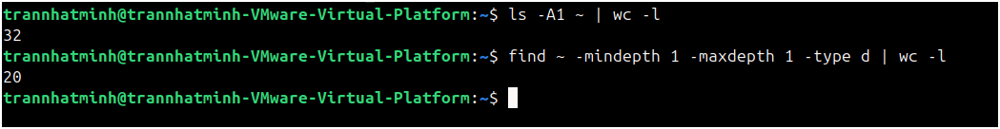 trannhatminh@trannhatminh-VMware-Virtual-Platform:~$ ls -A1 ~ | wc -l
32
trannhatminh@trannhatminh-VMware-Virtual-Platform:~$ find ~ -mindepth 1 -maxdepth 1 -type d | wc -l
20
trannhatminh@trannhatminh-VMware-Virtual-Platform:~$